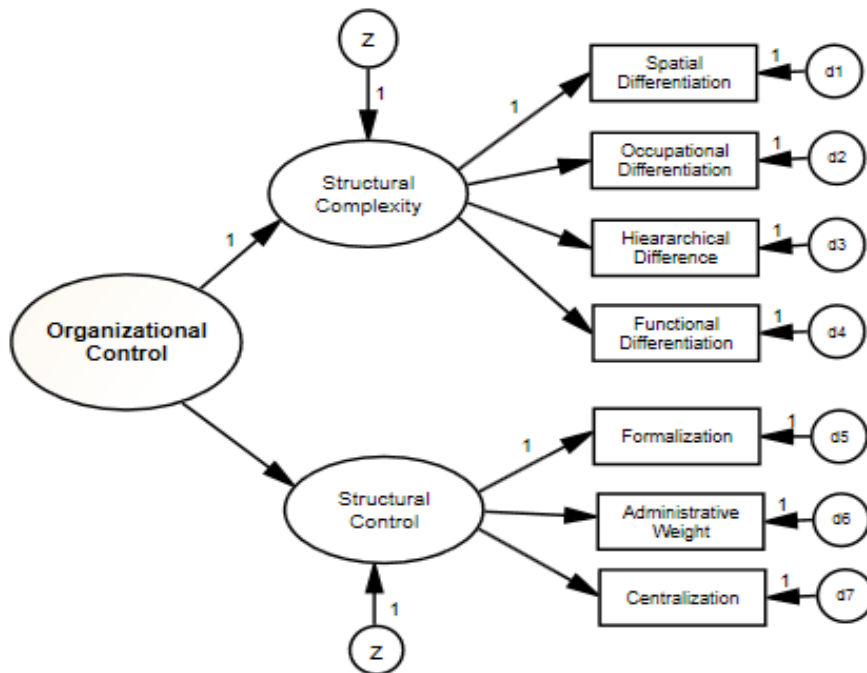 Z
1
1
Spatial
Differentiation
1
d1
1
Occupational
Differentiation
1
d2
Structural
Complexity
Hieararchical
Difference
1
d3
1
Organizational
Control
Functional
Differentiation
1
d4
Formalization
1
d5
1
Structural
Control
Administrative
Weight
1
d6
Centralization
1
d7
1
Z